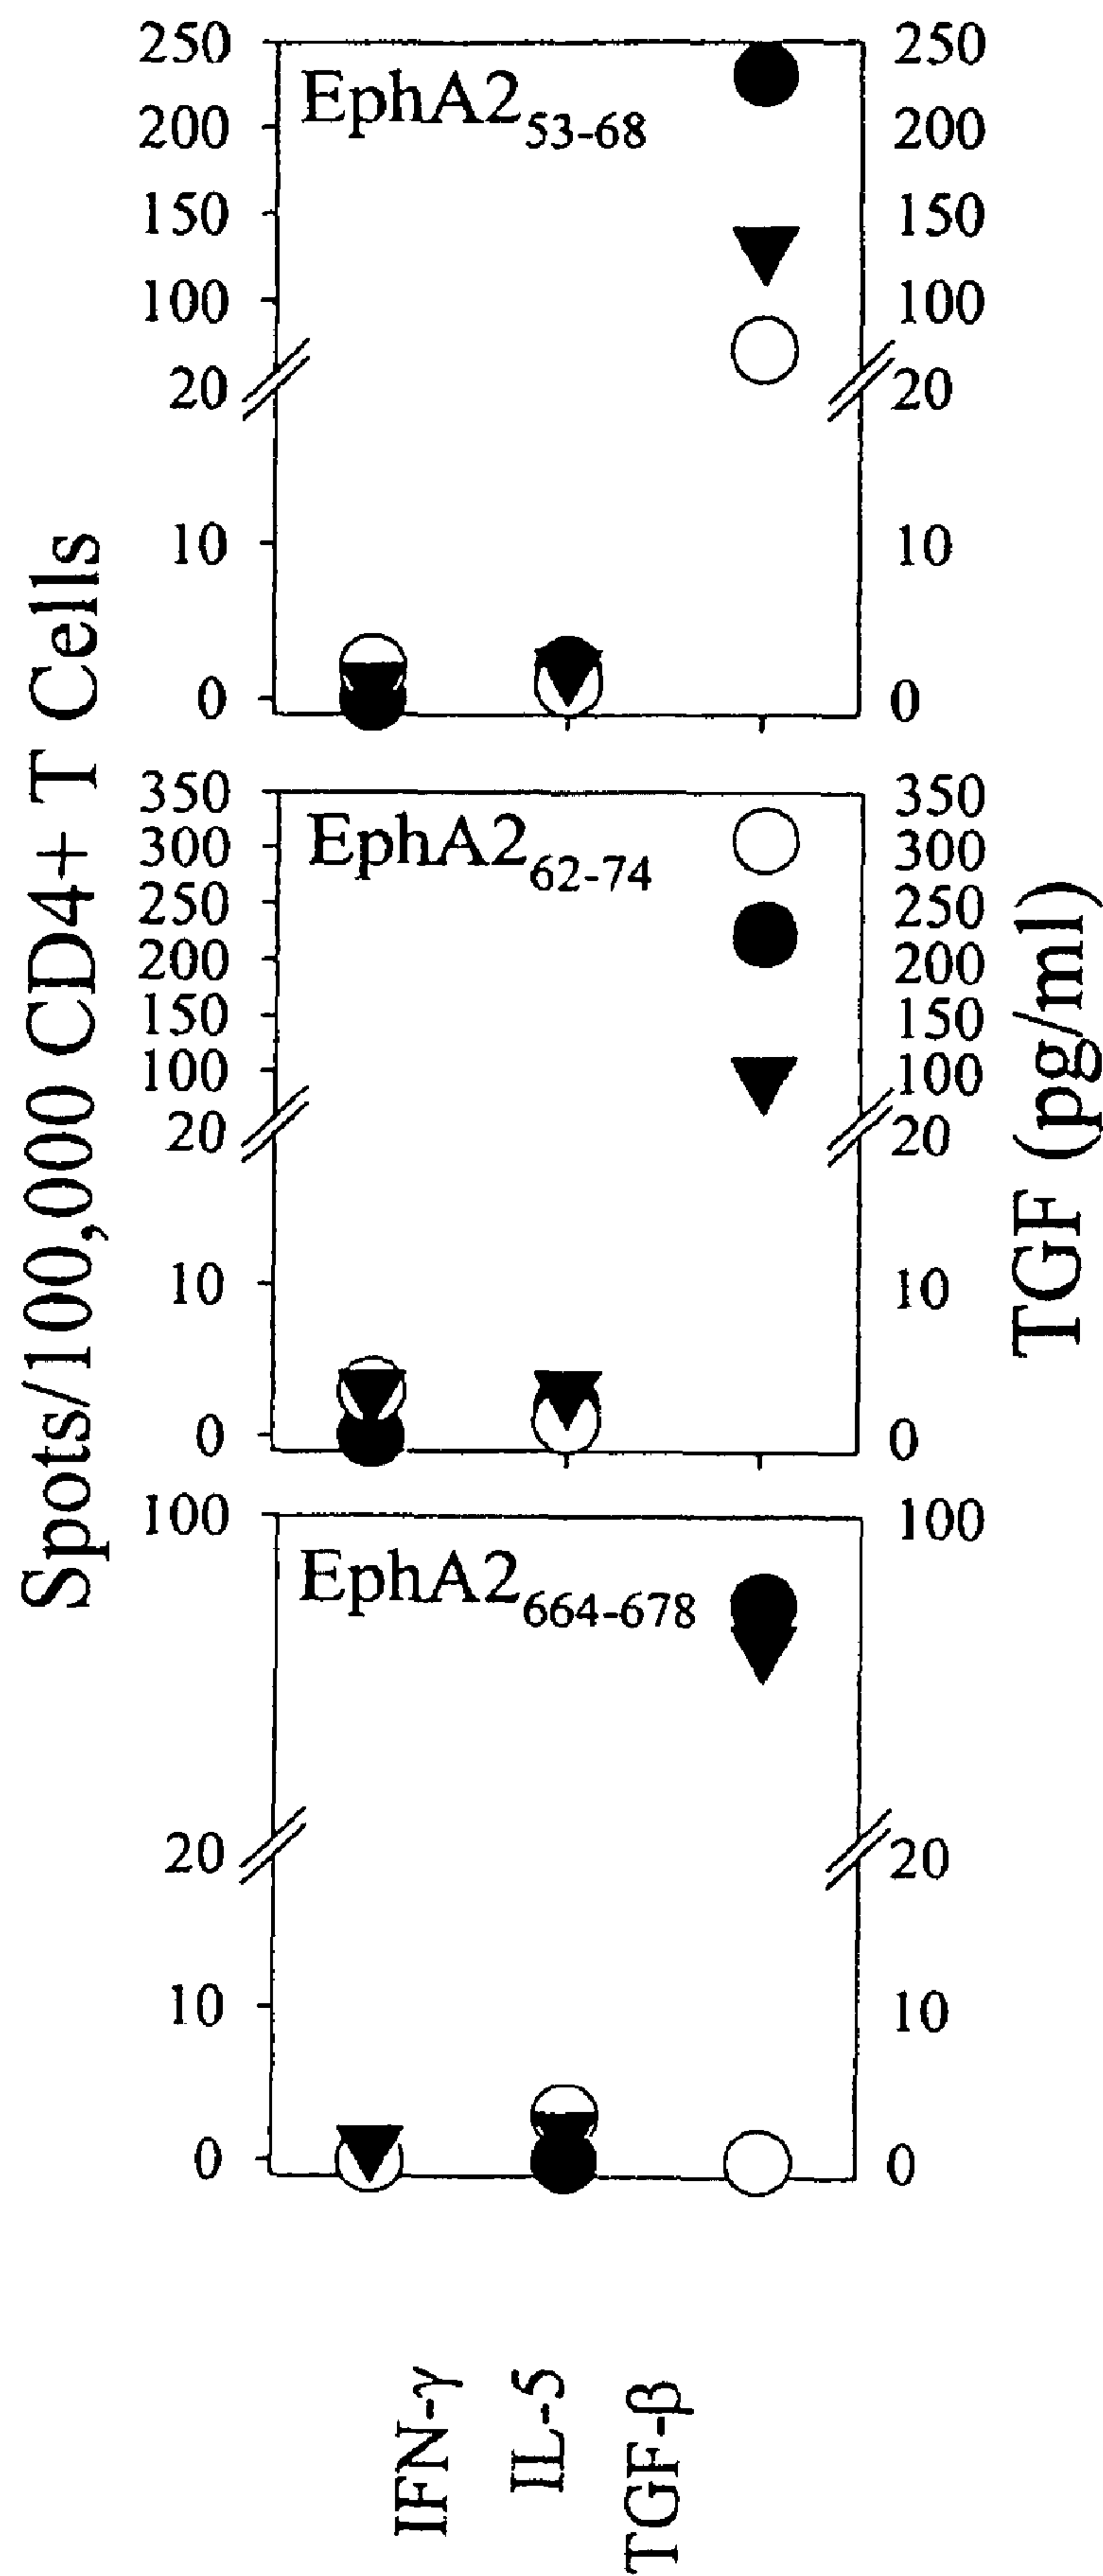 Spots/100,000 CD4+ T Cells
250 250
EphA2 53-68
200 200
150 150
100 100
20 20
10 10
0 0
350 350
EphA2 62-74
300 300
250 250
200 200
150 150
100 100
20 20
10 10
0 0
TGF (pg/ml)
100 100
EphA2 664-678
20 20
10 10
0 0
IFN-γ
IL-5
TGF-β